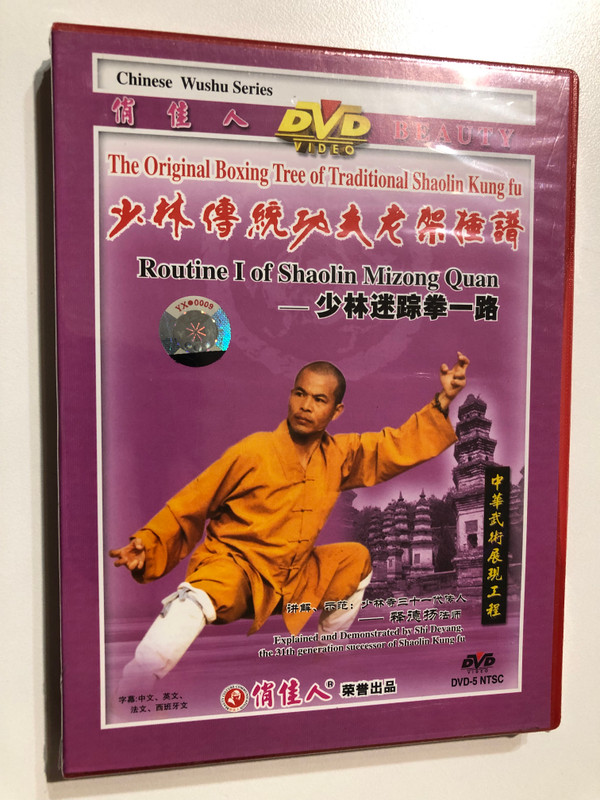 Chinese Wushu Series
俏佳人
DVD
VIDEO
BEAUTY
The Original Boxing Tree of Traditional Shaolin Kung fu
少林傳統功夫老架種譜
Routine I of Shaolin Mizong Quan
— 少林迷踪拳一路
YX 0009
中華武術展現工程
讲解、示范：少林寺三十一代传人
—— 释德扬法师
Explained and Demonstrated by Shi Deyang,
the 31th generation successor of Shaolin Kung fu
DVD
VIDEO
DVD-5 NTSC
字幕:中文、英文、
法文、西班牙文
俏佳人® 荣誉出品